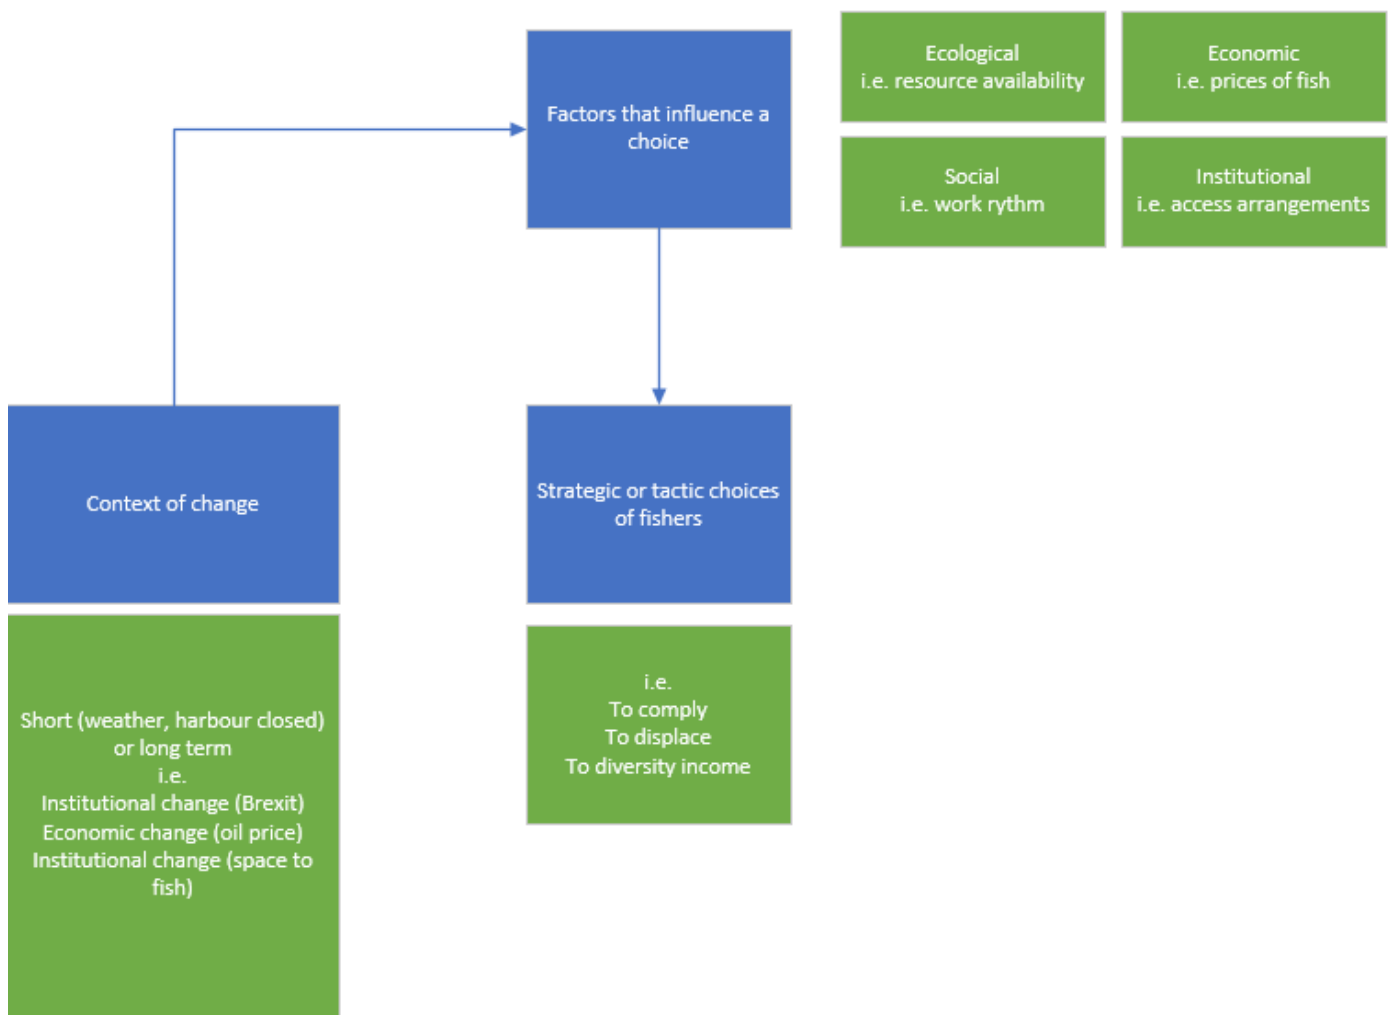 Factors that influence a
choice
Ecological
i.e. resource availability
Economic
i.e. prices of fish
Social
i.e. work rythm
Institutional
i.e. access arrangements
Context of change
Strategic or tactic choices
of fishers
Short (weather, harbour closed)
or long term
i.e.
Institutional change (Brexit)
Economic change (oil price)
Institutional change (space to
fish)
i.e.
To comply
To displace
To diversity income